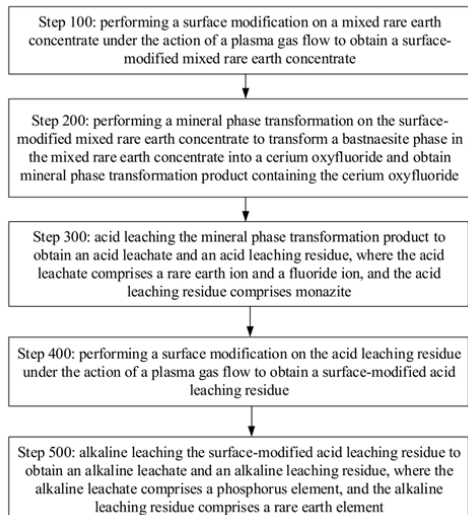 Step 100: performing a surface modification on a mixed rare earth
concentrate under the action of a plasma gas flow to obtain a surface-
modified mixed rare earth concentrate
Step 200: performing a mineral phase transformation on the surface-
modified mixed rare earth concentrate to transform a bastnaesite phase in
the mixed rare earth concentrate into a cerium oxyfluoride and obtain
mineral phase transformation product containing the cerium oxyfluoride
Step 300: acid leaching the mineral phase transformation product to
obtain an acid leachate and an acid leaching residue, where the acid
leachate comprises a rare earth ion and a fluoride ion, and the acid
leaching residue comprises monazite
Step 400: performing a surface modification on the acid leaching residue
under the action of a plasma gas flow to obtain a surface-modified acid
leaching residue
Step 500: alkaline leaching the surface-modified acid leaching residue to
obtain an alkaline leachate and an alkaline leaching residue, where the
alkaline leachate comprises a phosphorus element, and the alkaline
leaching residue comprises a rare earth element